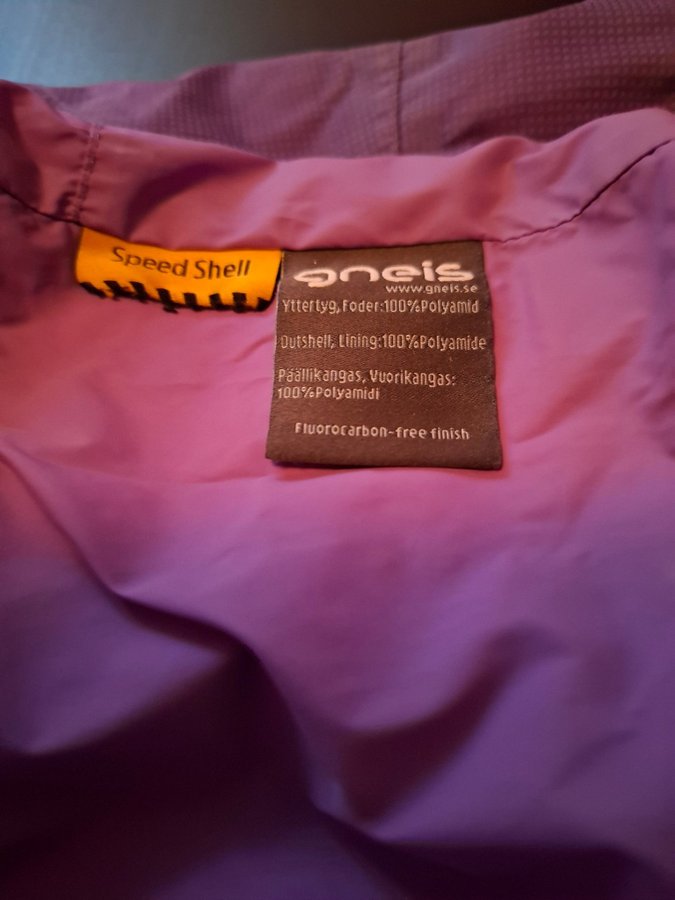 Speed Shell
gneis
www.gneis.se
Yttertyg, Foder:100%Polyamid
Outshell, Lining:100%Polyamide
Päällikangas, Vuorikangas:
100%Polyamidi
Fluorocarbon-free finish